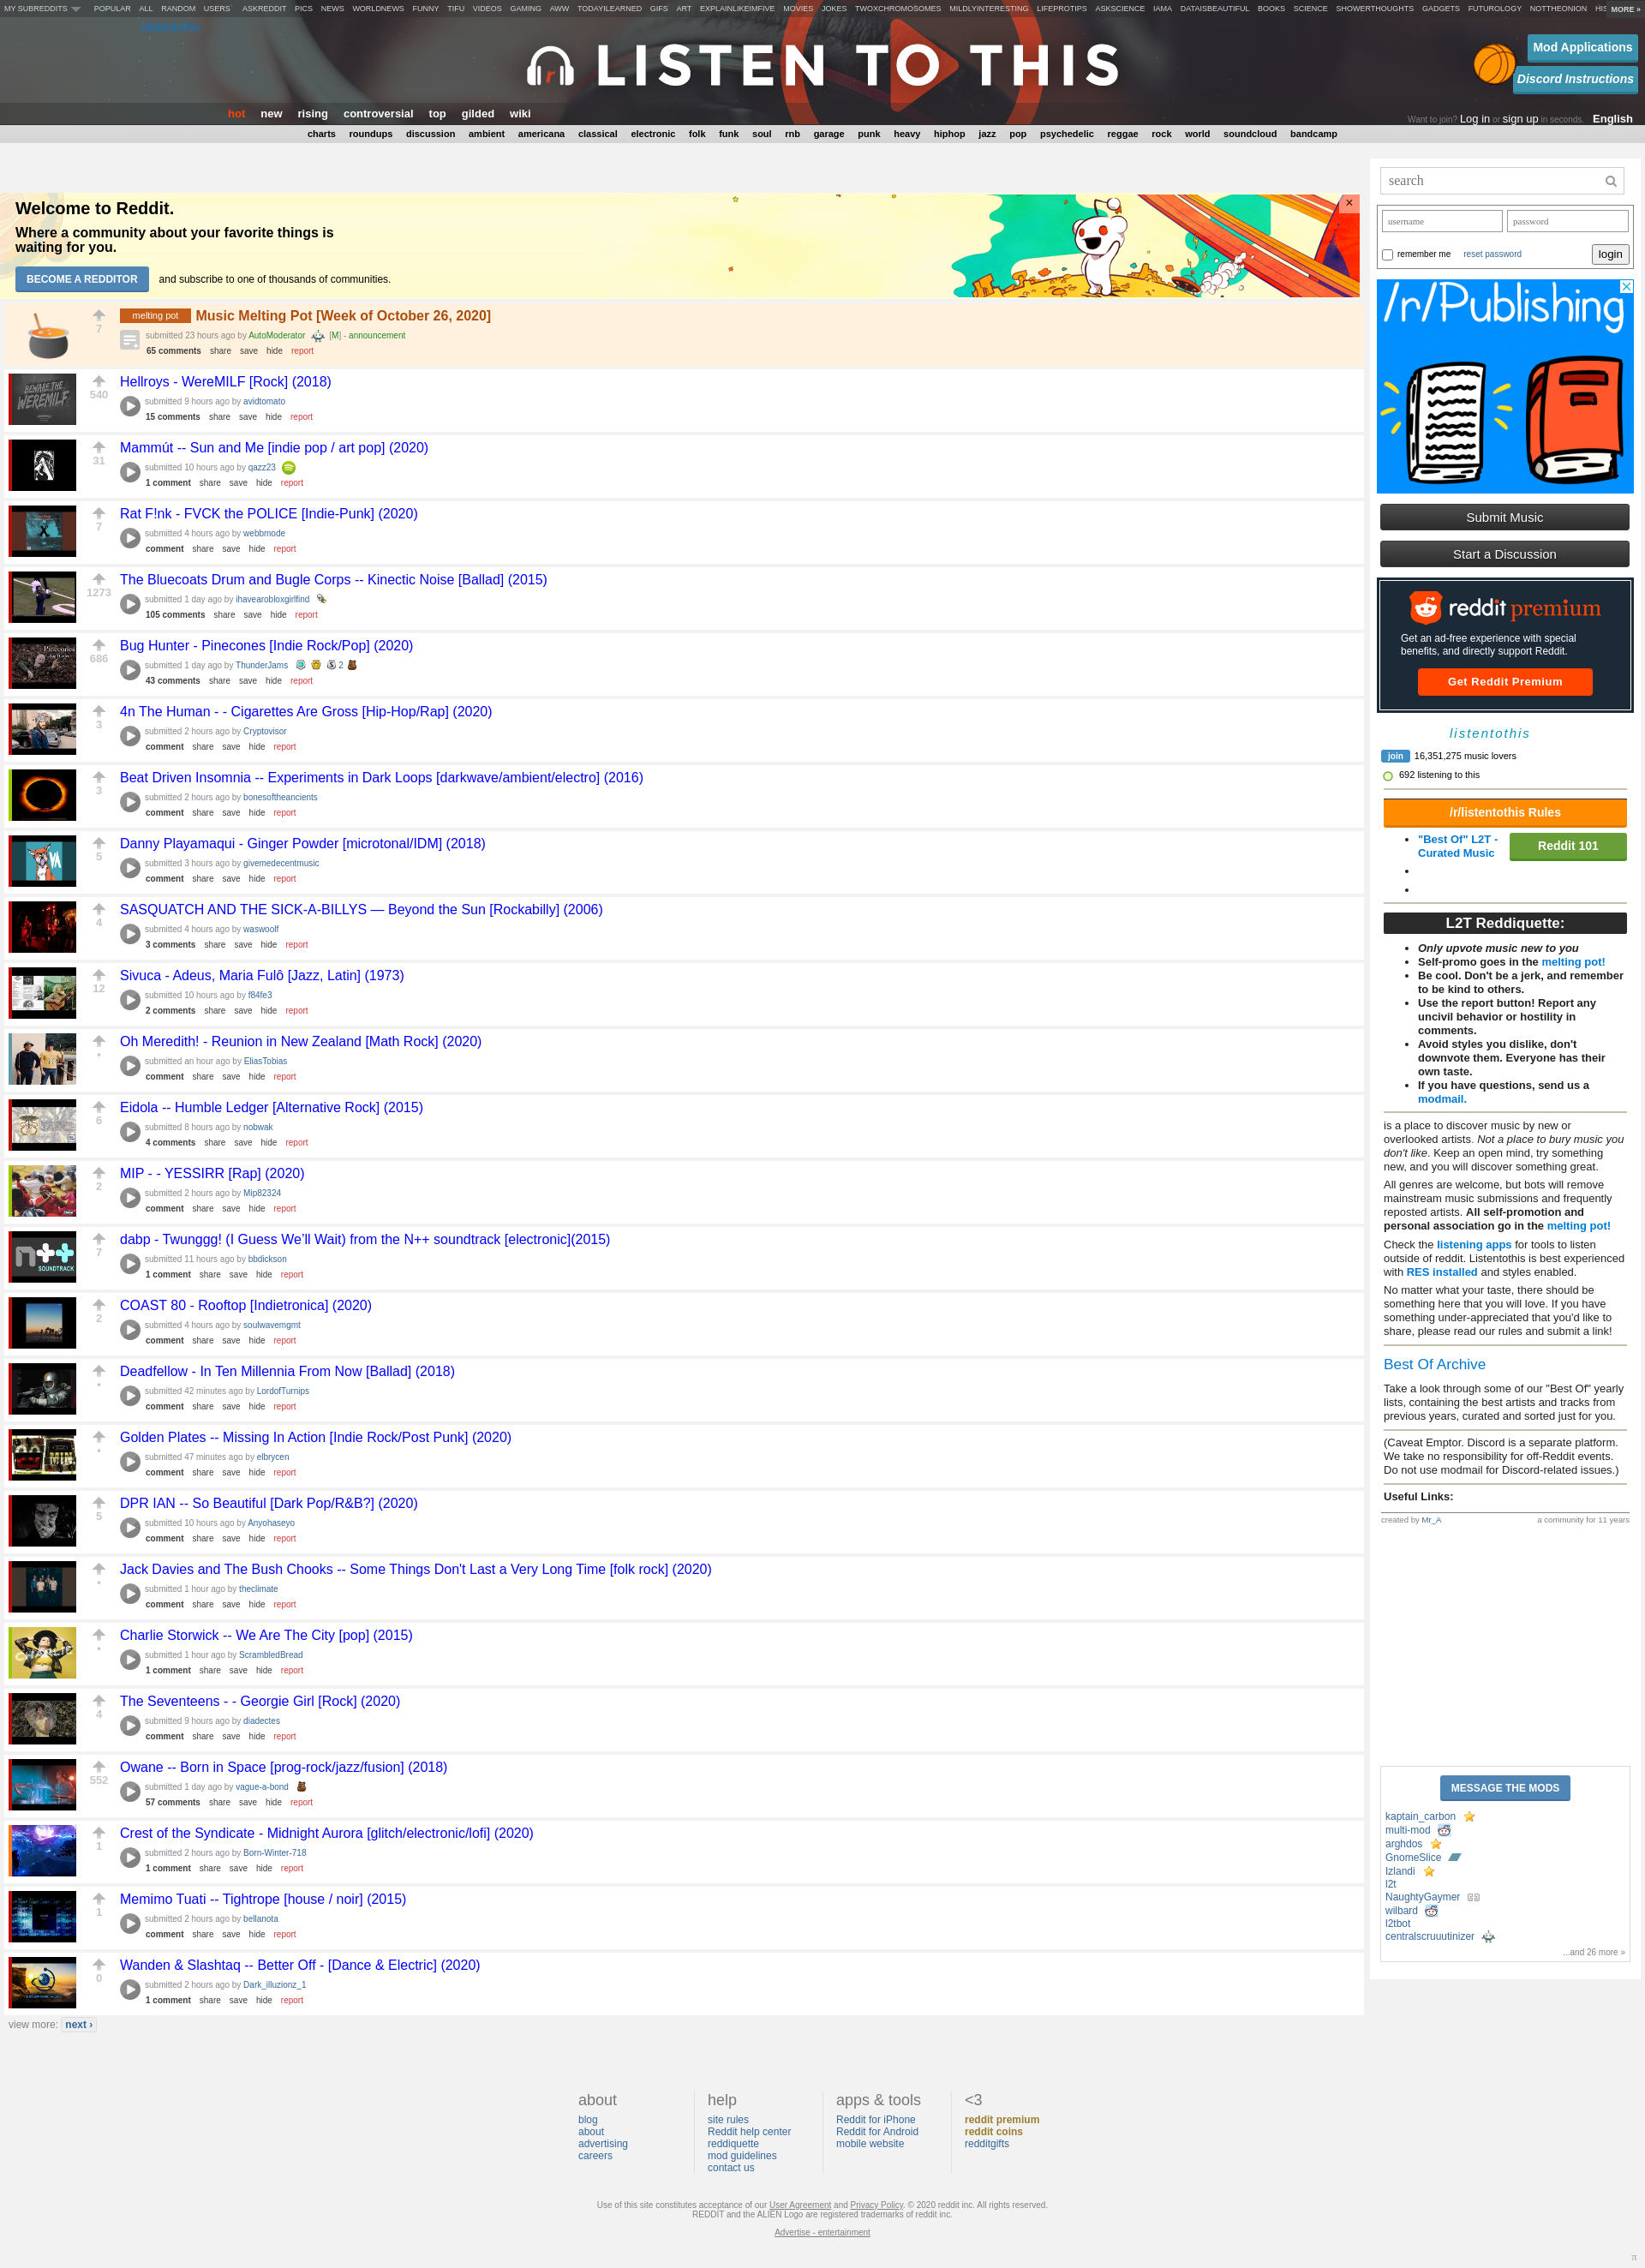 MY SUBREDDITS POPULAR ALL RANDOM USERS ASKREDDIT PICS NEWS WORLDNEWS FUNNY TIFU VIDEOS GAMING AWW TODAYILEARNED GIFS ART EXPLAINLIKEIMFIVE MOVIES JOKES TWOXCHROMOSOMES MILDLYINTERESTING LIFEPROTIPS ASKSCIENCE IAMA DATAISBEAUTIFUL BOOKS SCIENCE SHOWERTHOUGHTS GADGETS FUTUROLOGY NOTTHEONION HIS MORE »
LISTEN TO THIS
Mod Applications
Discord Instructions
hot new rising controversial top gilded wiki
Want to join? Log in or sign up in seconds. English
charts roundups discussion ambient americana classical electronic folk funk soul rnb garage punk heavy hiphop jazz pop psychedelic reggae rock world soundcloud bandcamp
Welcome to Reddit.
Where a community about your favorite things is
waiting for you.
BECOME A REDDITOR and subscribe to one of thousands of communities.
×
7
melting pot Music Melting Pot [Week of October 26, 2020]
submitted 23 hours ago by AutoModerator [M] - announcement
65 comments share save hide report
BEWARE THE WEREMILF
540
Hellroys - WereMILF [Rock] (2018)
submitted 9 hours ago by avidtomato
15 comments share save hide report
31
Mammút -- Sun and Me [indie pop / art pop] (2020)
submitted 10 hours ago by qazz23
1 comment share save hide report
7
Rat F!nk - FVCK the POLICE [Indie-Punk] (2020)
submitted 4 hours ago by webbmode
comment share save hide report
1273
The Bluecoats Drum and Bugle Corps -- Kinectic Noise [Ballad] (2015)
submitted 1 day ago by ihavearobloxgirlfind
105 comments share save hide report
Pinecones
686
Bug Hunter - Pinecones [Indie Rock/Pop] (2020)
submitted 1 day ago by ThunderJams 2
43 comments share save hide report
3
4n The Human - - Cigarettes Are Gross [Hip-Hop/Rap] (2020)
submitted 2 hours ago by Cryptovisor
comment share save hide report
3
Beat Driven Insomnia -- Experiments in Dark Loops [darkwave/ambient/electro] (2016)
submitted 2 hours ago by bonesoftheancients
comment share save hide report
5
Danny Playamaqui - Ginger Powder [microtonal/IDM] (2018)
submitted 3 hours ago by givemedecentmusic
comment share save hide report
4
SASQUATCH AND THE SICK-A-BILLYS — Beyond the Sun [Rockabilly] (2006)
submitted 4 hours ago by waswoolf
3 comments share save hide report
12
Sivuca - Adeus, Maria Fulô [Jazz, Latin] (1973)
submitted 10 hours ago by f84fe3
2 comments share save hide report
•
Oh Meredith! - Reunion in New Zealand [Math Rock] (2020)
submitted an hour ago by EliasTobias
comment share save hide report
6
Eidola -- Humble Ledger [Alternative Rock] (2015)
submitted 8 hours ago by nobwak
4 comments share save hide report
2
MIP - - YESSIRR [Rap] (2020)
submitted 2 hours ago by Mip82324
comment share save hide report
n++
SOUNDTRACK
7
dabp - Twunggg! (I Guess We’ll Wait) from the N++ soundtrack [electronic](2015)
submitted 11 hours ago by bbdickson
1 comment share save hide report
2
COAST 80 - Rooftop [Indietronica] (2020)
submitted 4 hours ago by soulwavemgmt
comment share save hide report
•
Deadfellow - In Ten Millennia From Now [Ballad] (2018)
submitted 42 minutes ago by LordofTurnips
comment share save hide report
•
Golden Plates -- Missing In Action [Indie Rock/Post Punk] (2020)
submitted 47 minutes ago by elbrycen
comment share save hide report
5
DPR IAN -- So Beautiful [Dark Pop/R&B?] (2020)
submitted 10 hours ago by Anyohaseyo
comment share save hide report
•
Jack Davies and The Bush Chooks -- Some Things Don't Last a Very Long Time [folk rock] (2020)
submitted 1 hour ago by theclimate
comment share save hide report
•
Charlie Storwick -- We Are The City [pop] (2015)
submitted 1 hour ago by ScrambledBread
1 comment share save hide report
4
The Seventeens - - Georgie Girl [Rock] (2020)
submitted 9 hours ago by diadectes
comment share save hide report
552
Owane -- Born in Space [prog-rock/jazz/fusion] (2018)
submitted 1 day ago by vague-a-bond
57 comments share save hide report
1
Crest of the Syndicate - Midnight Aurora [glitch/electronic/lofi] (2020)
submitted 2 hours ago by Born-Winter-718
1 comment share save hide report
1
Memimo Tuati -- Tightrope [house / noir] (2015)
submitted 2 hours ago by bellanota
comment share save hide report
0
Wanden & Slashtaq -- Better Off - [Dance & Electric] (2020)
submitted 2 hours ago by Dark_illuzionz_1
1 comment share save hide report
view more: next ›
search
username password
remember me reset password login
/r/Publishing
Submit Music
Start a Discussion
reddit premium
Get an ad-free experience with special
benefits, and directly support Reddit.
Get Reddit Premium
listentothis
join 16,351,275 music lovers
692 listening to this
/r/listentothis Rules
"Best Of" L2T -
Curated Music
Reddit 101
L2T Reddiquette:
Only upvote music new to you
Self-promo goes in the melting pot!
Be cool. Don't be a jerk, and remember
to be kind to others.
Use the report button! Report any
uncivil behavior or hostility in
comments.
Avoid styles you dislike, don't
downvote them. Everyone has their
own taste.
If you have questions, send us a
modmail.
is a place to discover music by new or
overlooked artists. Not a place to bury music you
don't like. Keep an open mind, try something
new, and you will discover something great.
All genres are welcome, but bots will remove
mainstream music submissions and frequently
reposted artists. All self-promotion and
personal association go in the melting pot!
Check the listening apps for tools to listen
outside of reddit. Listentothis is best experienced
with RES installed and styles enabled.
No matter what your taste, there should be
something here that you will love. If you have
something under-appreciated that you'd like to
share, please read our rules and submit a link!
Best Of Archive
Take a look through some of our "Best Of" yearly
lists, containing the best artists and tracks from
previous years, curated and sorted just for you.
(Caveat Emptor. Discord is a separate platform.
We take no responsibility for off-Reddit events.
Do not use modmail for Discord-related issues.)
Useful Links:
created by Mr_A a community for 11 years
MESSAGE THE MODS
kaptain_carbon
multi-mod
arghdos
GnomeSlice
Izlandi
l2t
NaughtyGaymer
wilbard
l2tbot
centralscruuutinizer
...and 26 more »
about
blog
about
advertising
careers
help
site rules
Reddit help center
reddiquette
mod guidelines
contact us
apps & tools
Reddit for iPhone
Reddit for Android
mobile website
<3
reddit premium
reddit coins
redditgifts
Use of this site constitutes acceptance of our User Agreement and Privacy Policy. © 2020 reddit inc. All rights reserved.
REDDIT and the ALIEN Logo are registered trademarks of reddit inc.
Advertise - entertainment
π